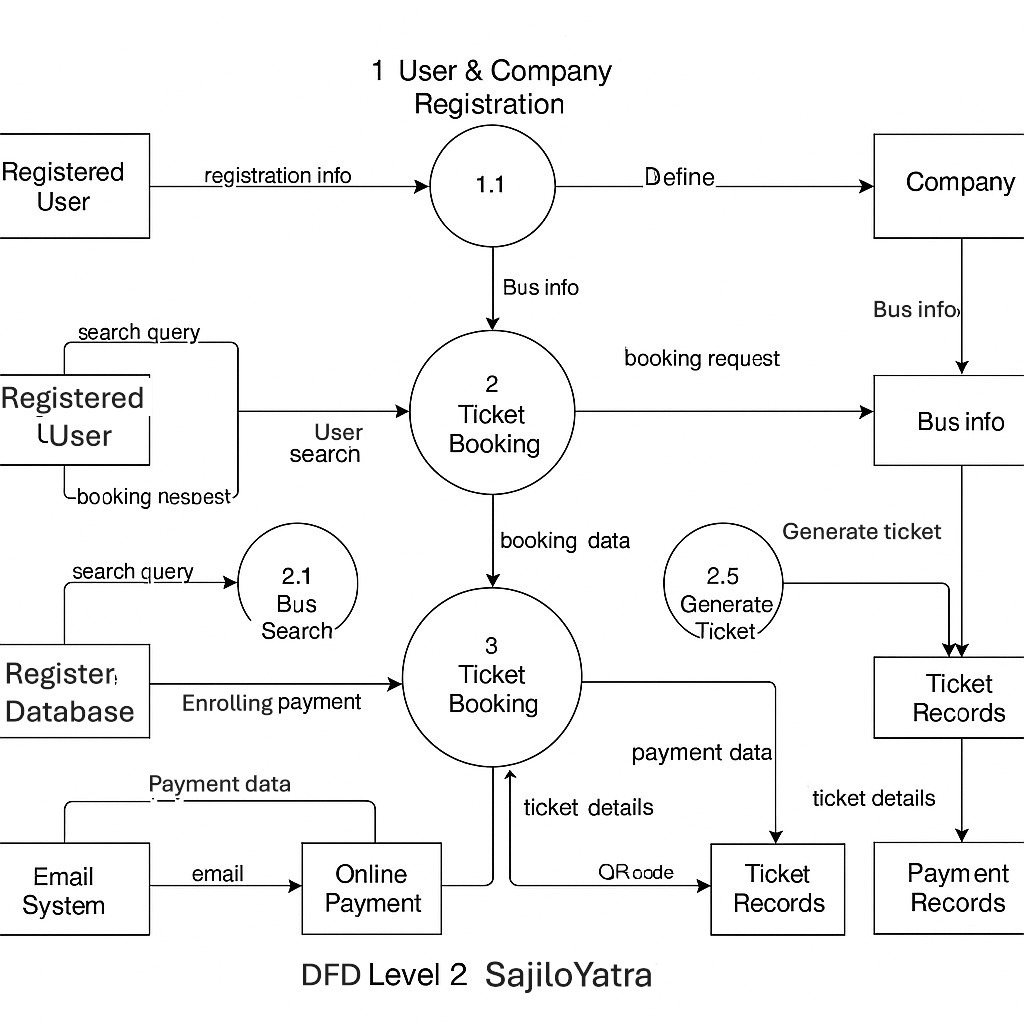 1 User & Company
Registration
Registered
User
registration info
1.1
Define
Company
Bus info
Bus info
search query
Registered
User
booking nespest
User
search
2
Ticket
Booking
booking request
Bus info
booking data
Generate ticket
search query
2.1
Bus
Search
2.5
Generate
Ticket
Register
Database
Enrolling payment
3
Ticket
Booking
Ticket
Records
payment data
Payment data
ticket details
ticket details
Email
System
email
Online
Payment
QR oode
Ticket
Records
Payment
Records
DFD Level 2 SajiloYatra